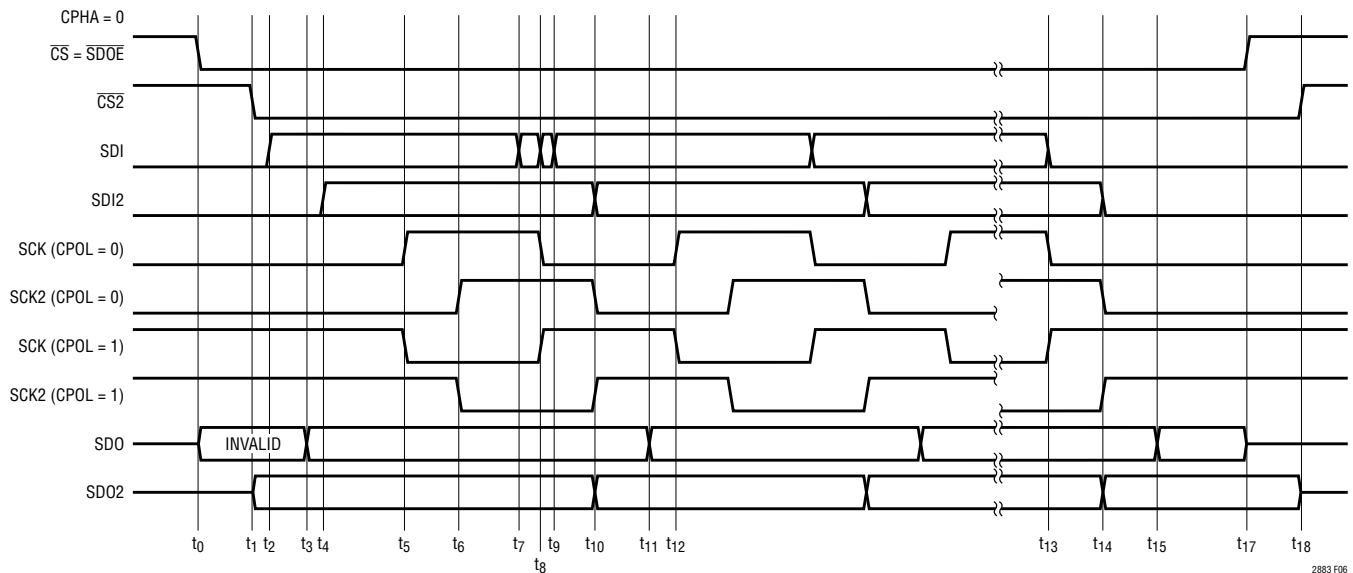 CPHA = 0
CS = SDOE
CS2
SDI
SDI2
SCK (CPOL = 0)
SCK2 (CPOL = 0)
SCK (CPOL = 1)
SCK2 (CPOL = 1)
SDO
INVALID
SDO2
t0 t1 t2 t3 t4 t5 t6 t7 t8 t9 t10 t11 t12 t13 t14 t15 t17 t18
2883 F06